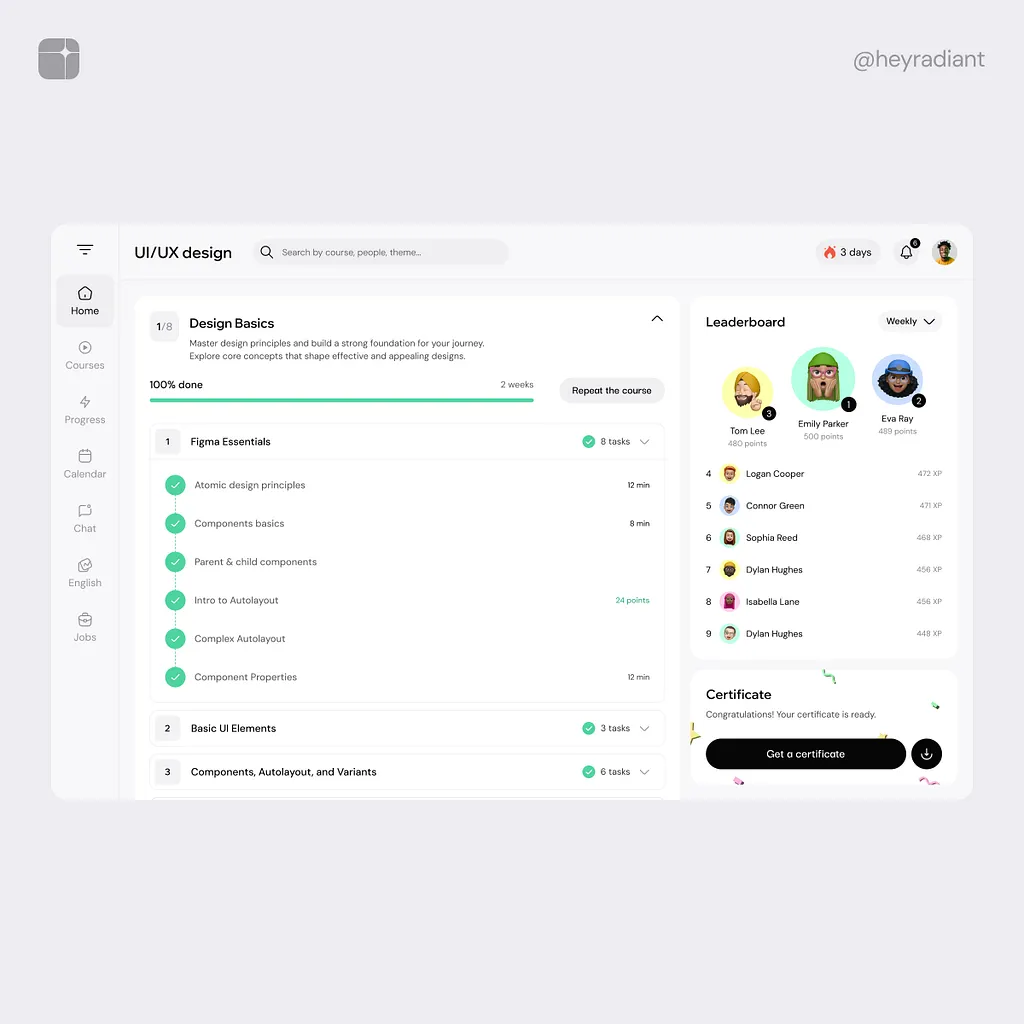 @heyradiant
UI/UX design
Search by course, people, theme...
3 days
6
Home
Courses
Progress
Calendar
Chat
English
Jobs
1/8
Design Basics
Master design principles and build a strong foundation for your journey.
Explore core concepts that shape effective and appealing designs.
100% done
2 weeks
Repeat the course
1
Figma Essentials
8 tasks
Atomic design principles
12 min
Components basics
8 min
Parent & child components
Intro to Autolayout
24 points
Complex Autolayout
Component Properties
12 min
2
Basic UI Elements
3 tasks
3
Components, Autolayout, and Variants
6 tasks
Leaderboard
Weekly
3
Tom Lee
480 points
1
Emily Parker
500 points
2
Eva Ray
489 points
4 Logan Cooper 472 XP
5 Connor Green 471 XP
6 Sophia Reed 468 XP
7 Dylan Hughes 456 XP
8 Isabella Lane 456 XP
9 Dylan Hughes 448 XP
Certificate
Congratulations! Your certificate is ready.
Get a certificate